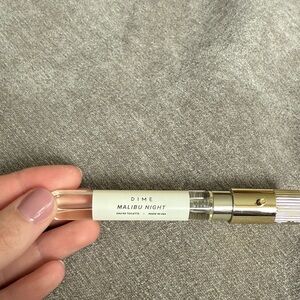 DIME
MALIBU NIGHT
EAU DE TOILETTE • MADE IN USA